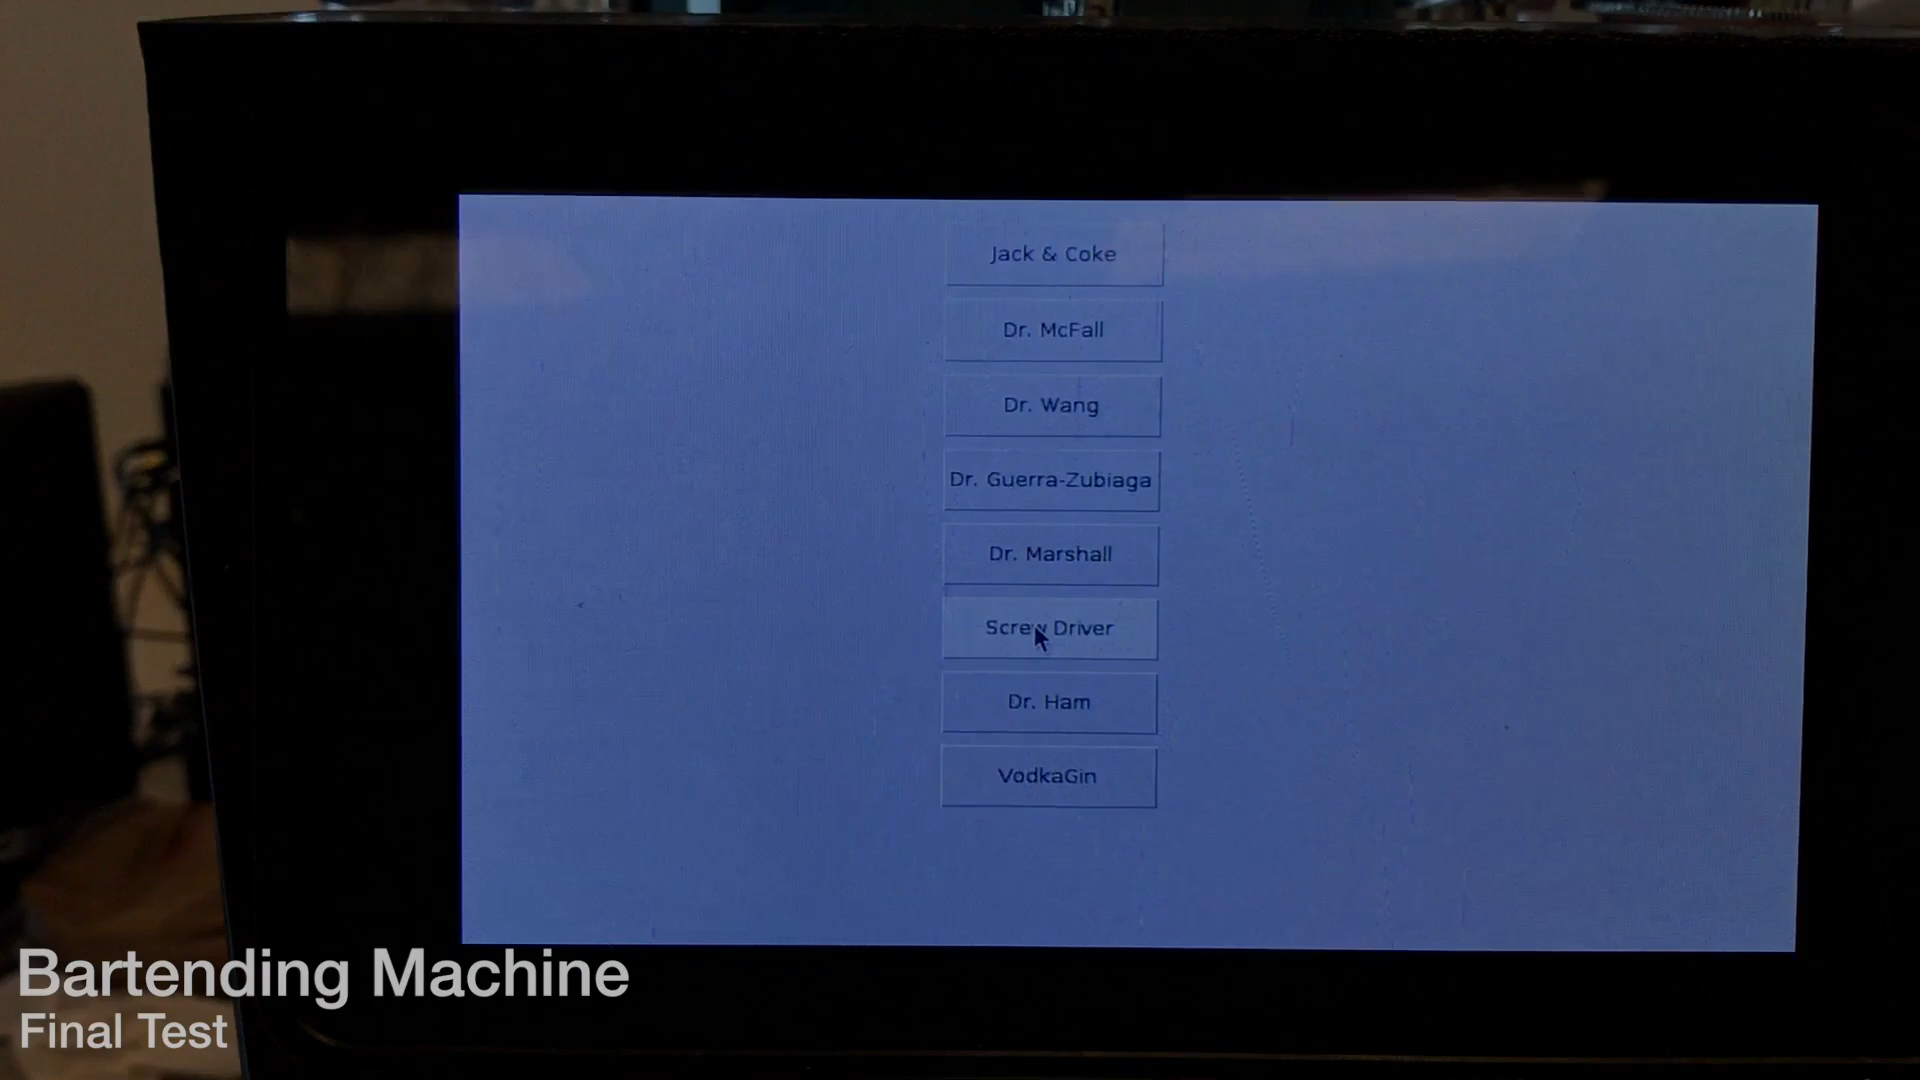 Jack & Coke
Dr. McFall
Dr. Wang
Dr. Guerra-Zubiaga
Dr. Marshall
Screw Driver
Dr. Ham
VodkaGin
Bartending Machine
Final Test